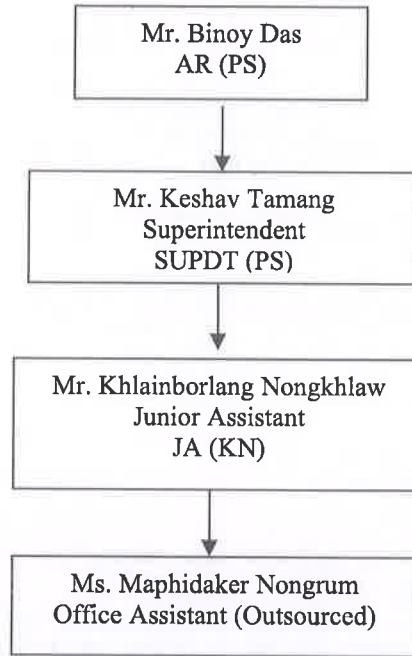 Mr. Binoy Das
AR (PS)
Mr. Keshav Tamang
Superintendent
SUPDT (PS)
Mr. Khlainborlang Nongkhlaw
Junior Assistant
JA (KN)
Ms. Maphidaker Nongrum
Office Assistant (Outsourced)